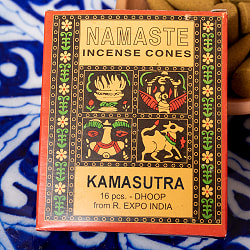 NAMASTE
INCENSE CONES
KAMASUTRA
16 pcs. - DHOOP
from R. EXPO INDIA